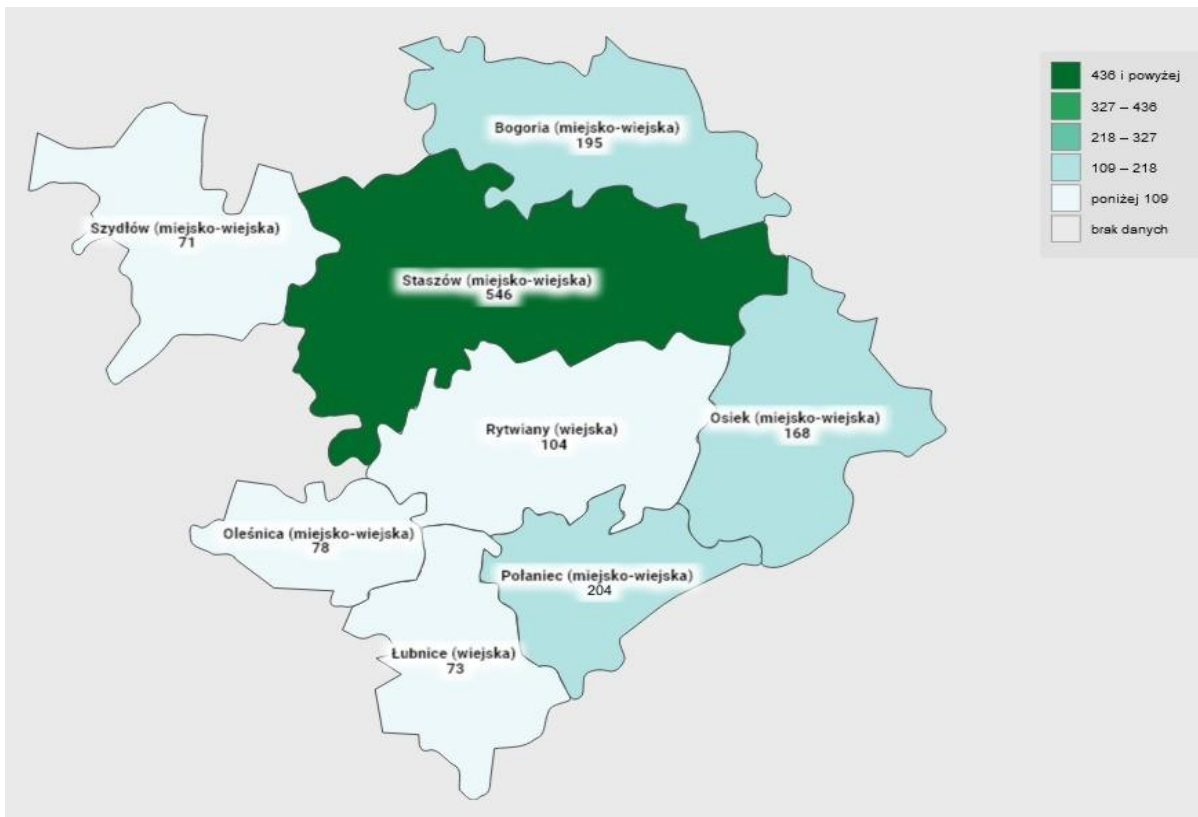 436 i powyżej
327 – 436
218 – 327
109 – 218
poniżej 109
brak danych
Bogoria (miejsko-wiejska)
195
Szydłów (miejsko-wiejska)
71
Staszów (miejsko-wiejska)
546
Osiek (miejsko-wiejska)
168
Rytwiany (wiejska)
104
Oleśnica (miejsko-wiejska)
78
Połaniec (miejsko-wiejska)
204
Łubnice (wiejska)
73